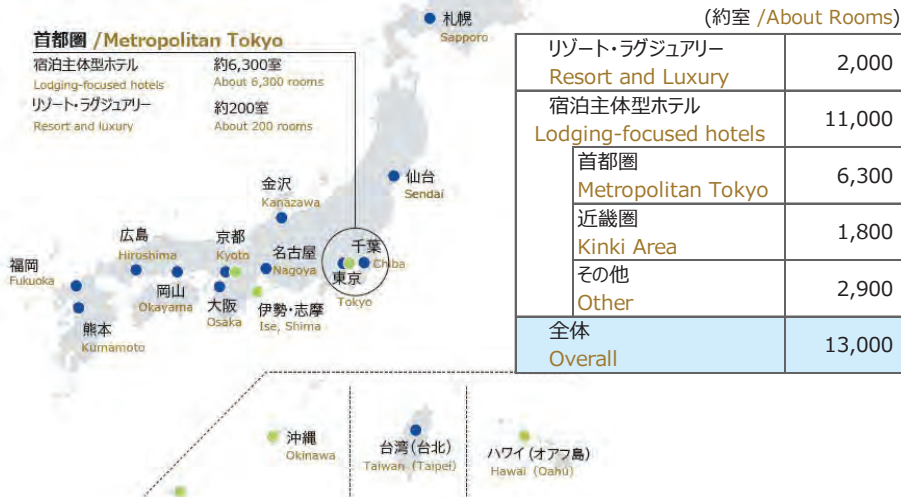 首都圏 /Metropolitan Tokyo
宿泊主体型ホテル 約6,300室
Lodging-focused hotels About 6,300 rooms
リゾート・ラグジュアリー 約200室
Resort and luxury About 200 rooms
札幌
Sapporo
仙台
Sendai
金沢
Kanazawa
広島
Hiroshima
京都
Kyoto
名古屋
Nagoya
千葉
Chiba
東京
Tokyo
福岡
Fukuoka
岡山
Okayama
大阪
Osaka
伊勢・志摩
Ise, Shima
熊本
Kumamoto
沖縄
Okinawa
台湾(台北)
Taiwan (Taipei)
ハワイ(オアフ島)
Hawai (Oahu)
(約室 /About Rooms)
リゾート・ラグジュアリー
Resort and Luxury 2,000
宿泊主体型ホテル
Lodging-focused hotels 11,000
首都圏
Metropolitan Tokyo 6,300
近畿圏
Kinki Area 1,800
その他
Other 2,900
全体
Overall 13,000